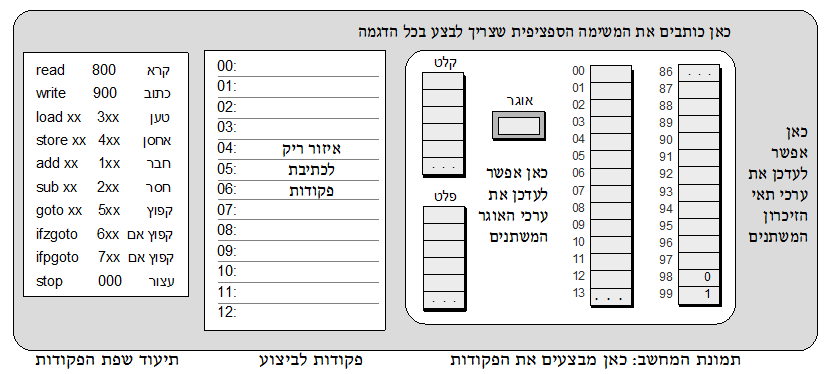 כאן כותבים את המשימה הספציפית שצריך לבצע בכל הדגמה
read 800 קרא
write 900 כתוב
load xx 3xx טען
store xx 4xx אחסן
add xx 1xx חבר
sub xx 2xx חסר
goto xx 5xx קפוץ
ifzgoto 6xx קפוץ אם
ifpgoto 7xx קפוץ אם
stop 000 עצור
00:
01:
02:
03:
04: איזור ריק
05: לכתיבת
06: פקודות
07:
08:
09:
10:
11:
12:
קלט
. . .
פלט
. . .
אוגר
כאן אפשר
לעדכן את
ערכי האוגר
המשתנים
00
01
02
03
04
05
06
07
08
09
10
11
12
13 . . .
86 . . .
87
88
89
90
91
92
93
94
95
96
97
98 0
99 1
כאן
אפשר
לעדכן את
ערכי תאי
הזיכרון
המשתנים
תיעוד שפת הפקודות
פקודות לביצוע
תמונת המחשב: כאן מבצעים את הפקודות